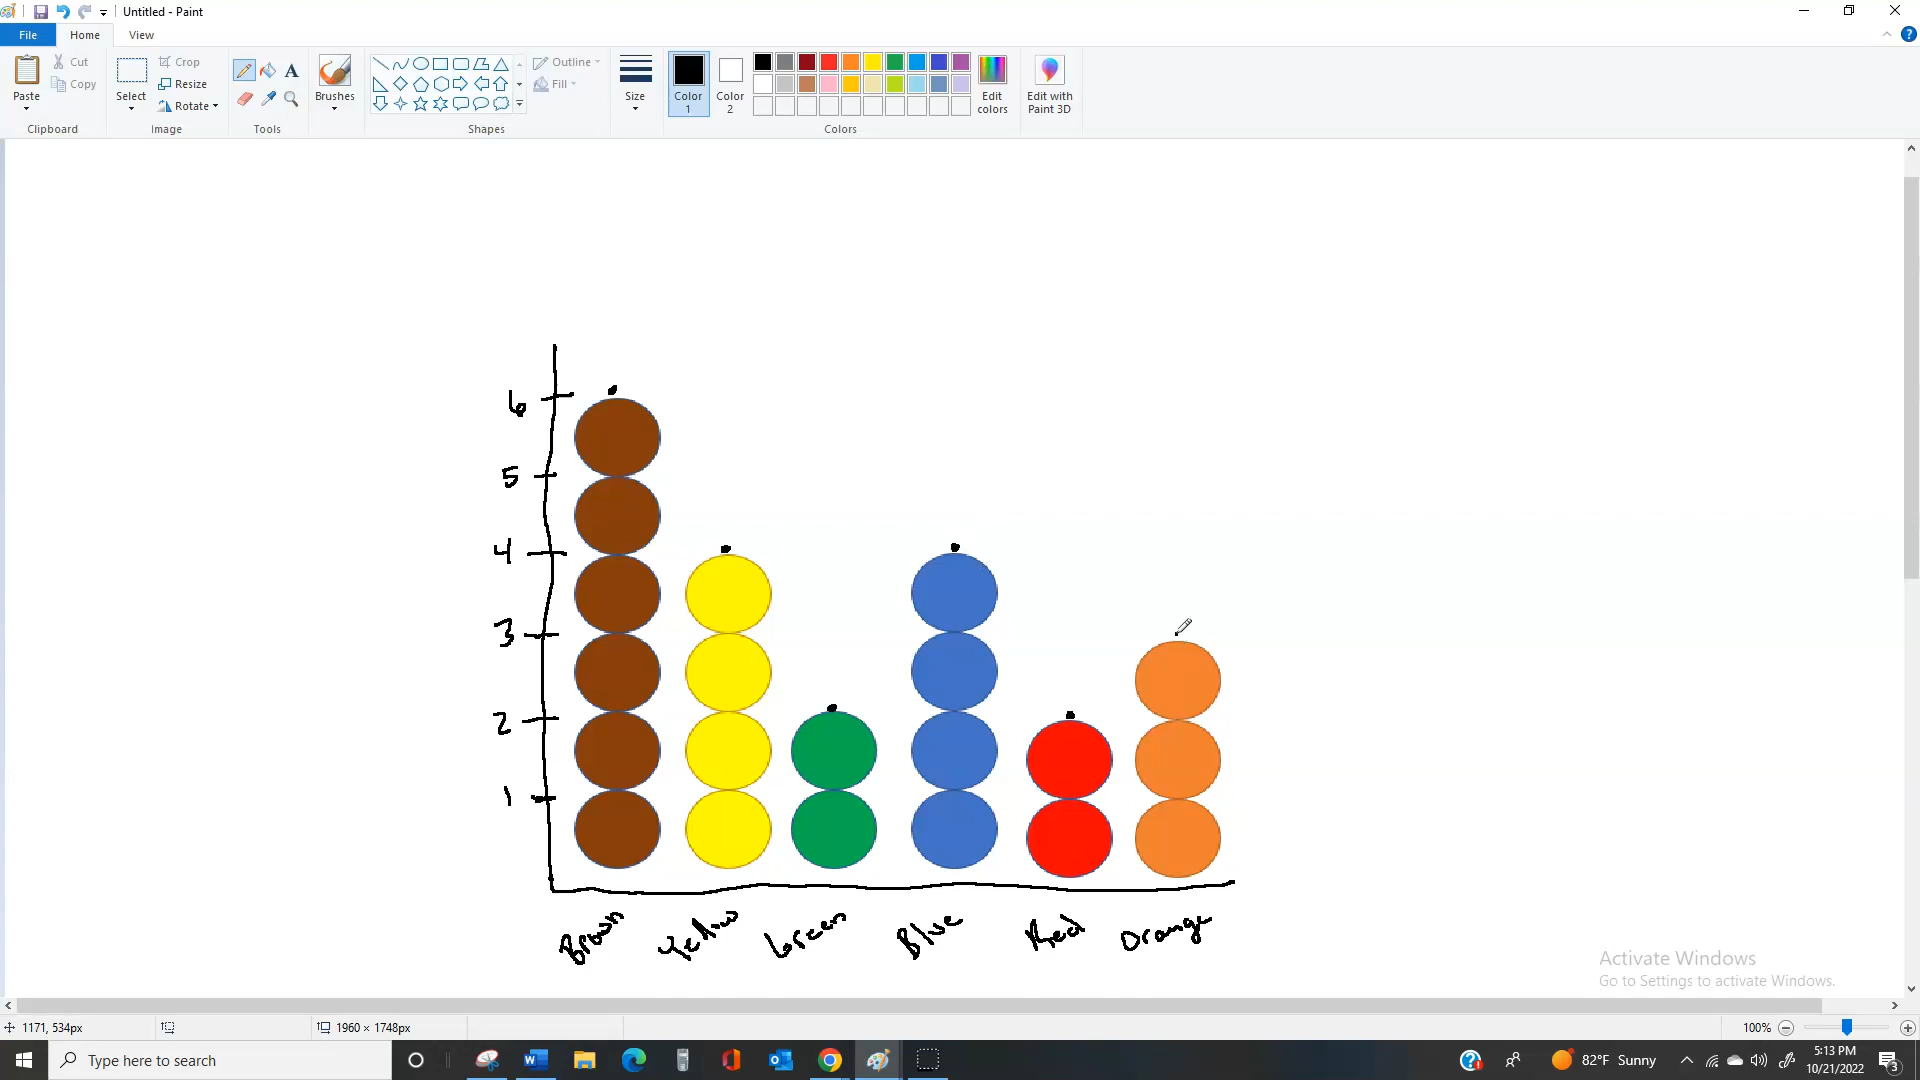 Untitled - Paint
File Home View
Cut Crop Outline
Copy Resize Fill
Paste Select Rotate Brushes Size Color 1 Color 2 Edit colors Edit with Paint 3D
Clipboard Image Tools Shapes Colors
6
5
4
3
2
1
Brown Yellow Green Blue Red Orange
Activate Windows
Go to Settings to activate Windows.
1171, 534px 1960 × 1748px 100%
Type here to search 82°F Sunny 5:13 PM
10/21/2022 3